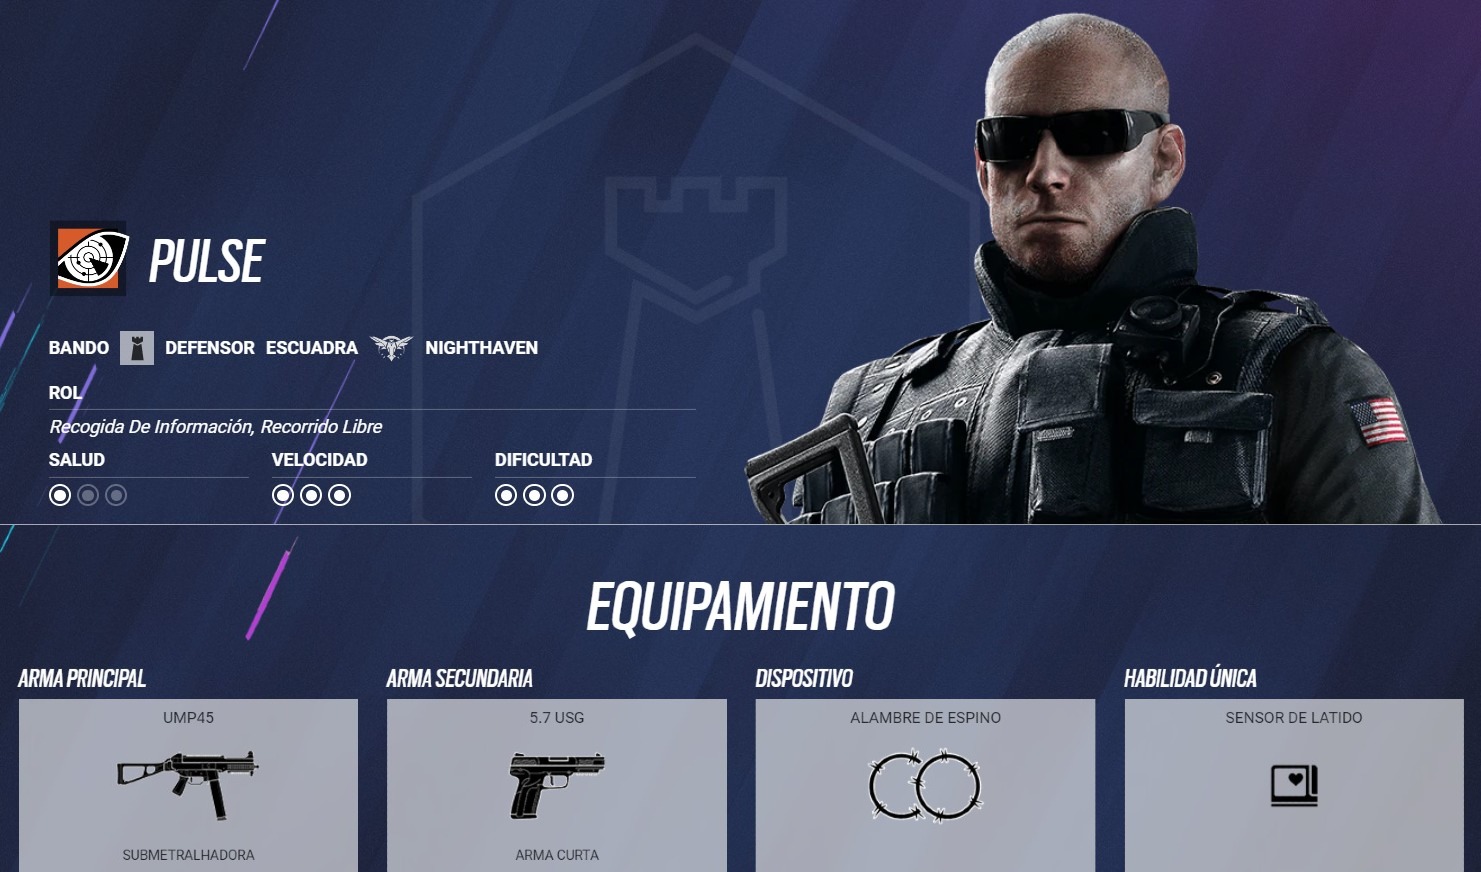 PULSE
BANDO DEFENSOR ESCUADRA NIGHTHAVEN
ROL
Recogida De Información, Recorrido Libre
SALUD VELOCIDAD DIFICULTAD
EQUIPAMIENTO
ARMA PRINCIPAL ARMA SECUNDARIA DISPOSITIVO HABILIDAD ÚNICA
UMP45 5.7 USG ALAMBRE DE ESPINO SENSOR DE LATIDO
SUBMETRALHADORA ARMA CURTA